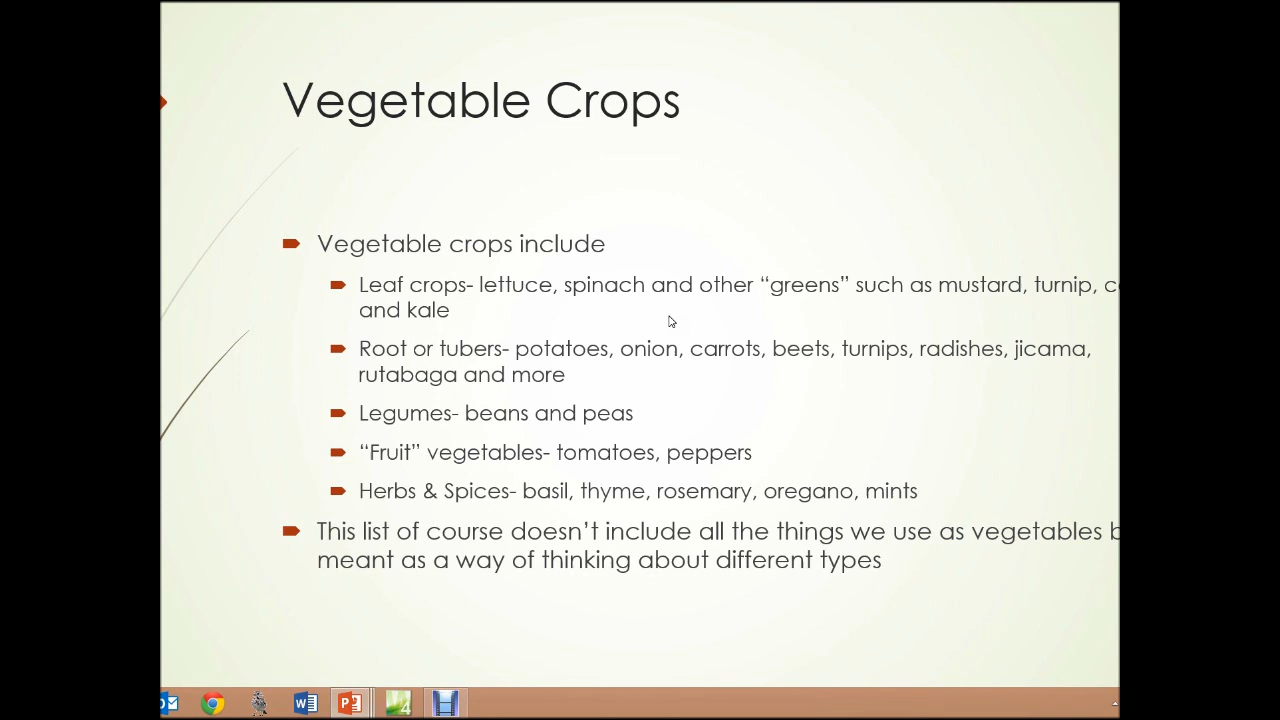 Vegetable Crops
Vegetable crops include
Leaf crops- lettuce, spinach and other “greens” such as mustard, turnip,
and kale
Root or tubers- potatoes, onion, carrots, beets, turnips, radishes, jicama,
rutabaga and more
Legumes- beans and peas
“Fruit” vegetables- tomatoes, peppers
Herbs & Spices- basil, thyme, rosemary, oregano, mints
This list of course doesn’t include all the things we use as vegetables
meant as a way of thinking about different types